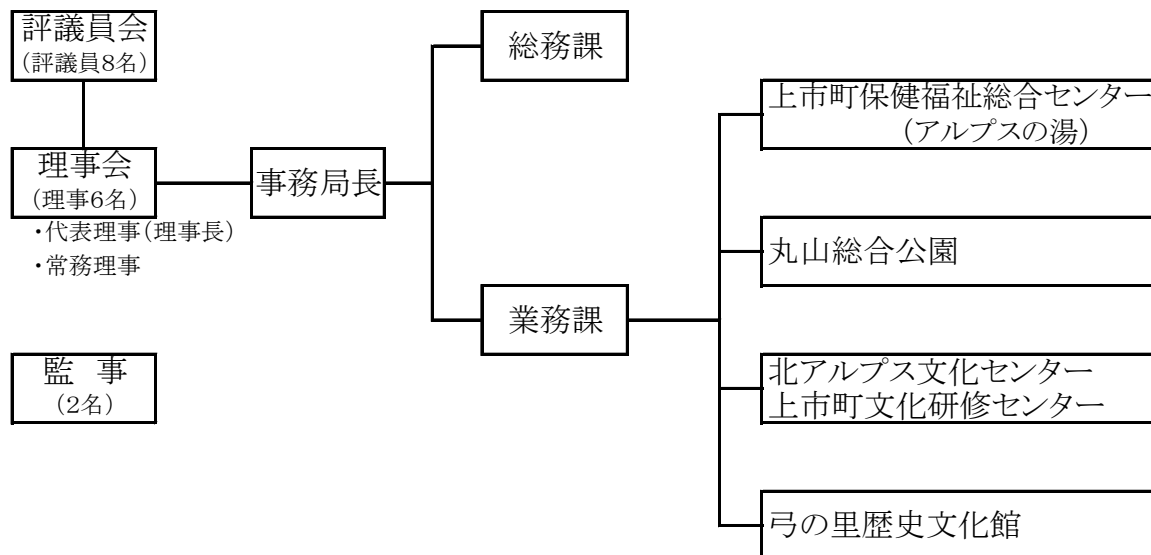 評議員会
(評議員8名)
理事会
(理事6名)
・代表理事(理事長)
・常務理事
監 事
(2名)
事務局長
総務課
業務課
上市町保健福祉総合センター
(アルプスの湯)
丸山総合公園
北アルプス文化センター
上市町文化研修センター
弓の里歴史文化館